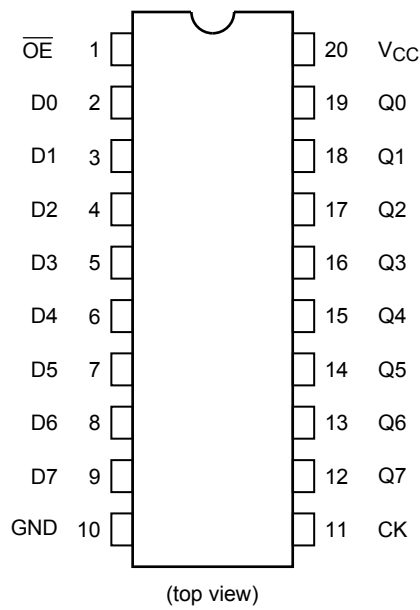 O̅E̅ 1 20 VCC
D0 2 19 Q0
D1 3 18 Q1
D2 4 17 Q2
D3 5 16 Q3
D4 6 15 Q4
D5 7 14 Q5
D6 8 13 Q6
D7 9 12 Q7
GND 10 11 CK
(top view)